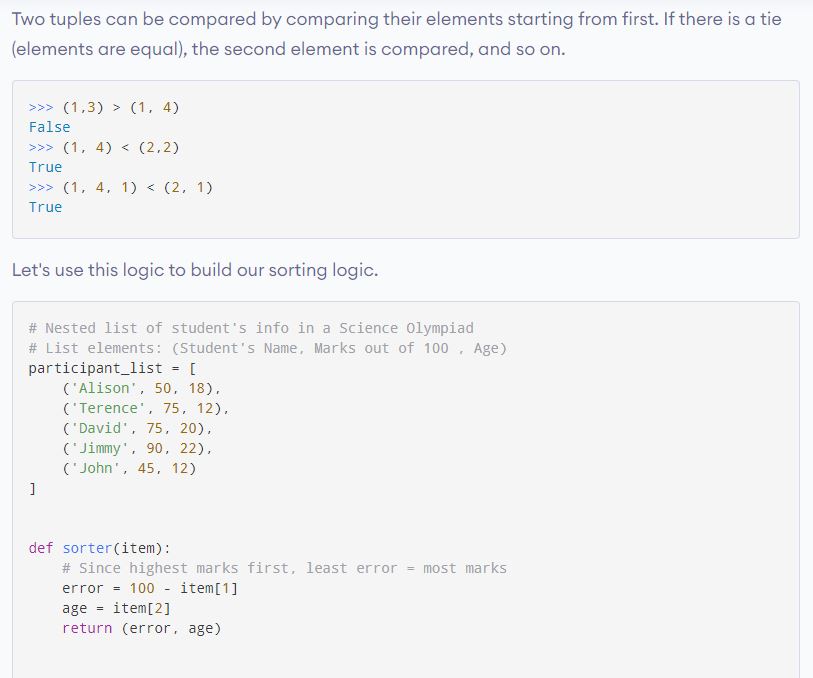 Two tuples can be compared by comparing their elements starting from first. If there is a tie
(elements are equal), the second element is compared, and so on.
>>> (1,3) > (1, 4)
False
>>> (1, 4) < (2,2)
True
>>> (1, 4, 1) < (2, 1)
True
Let's use this logic to build our sorting logic.
# Nested list of student's info in a Science Olympiad
# List elements: (Student's Name, Marks out of 100 , Age)
participant_list = [
    ('Alison', 50, 18),
    ('Terence', 75, 12),
    ('David', 75, 20),
    ('Jimmy', 90, 22),
    ('John', 45, 12)
]
def sorter(item):
    # Since highest marks first, least error = most marks
    error = 100 - item[1]
    age = item[2]
    return (error, age)